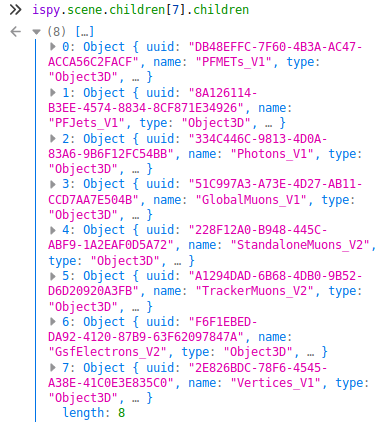 >> ispy.scene.children[7].children
(8) […]
0: Object { uuid: "DB48EFFC-7F60-4B3A-AC47-
ACCA56C2FACF", name: "PFMETs_V1", type:
"Object3D", … }
1: Object { uuid: "8A126114-
B3EE-4574-8834-8CF871E34926", name:
"PFJets_V1", type: "Object3D", … }
2: Object { uuid: "334C446C-9813-4D0A-
83A6-9B6F12FC54BB", name: "Photons_V1", type:
"Object3D", … }
3: Object { uuid: "51C997A3-A73E-4D27-AB11-
CCD7AA7E504B", name: "GlobalMuons_V1", type:
"Object3D", … }
4: Object { uuid: "228F12A0-B948-445C-
ABF9-1A2EAF0D5A72", name: "StandaloneMuons_V2",
type: "Object3D", … }
5: Object { uuid: "A1294DAD-6B68-4DB0-9B52-
D6D20920A3FB", name: "TrackerMuons_V2", type:
"Object3D", … }
6: Object { uuid: "F6F1EBED-
DA92-4120-87B9-63F62097847A", name:
"GsfElectrons_V2", type: "Object3D", … }
7: Object { uuid: "2E826BDC-78F6-4545-
A38E-41C0E3E835C0", name: "Vertices_V1", type:
"Object3D", … }
length: 8